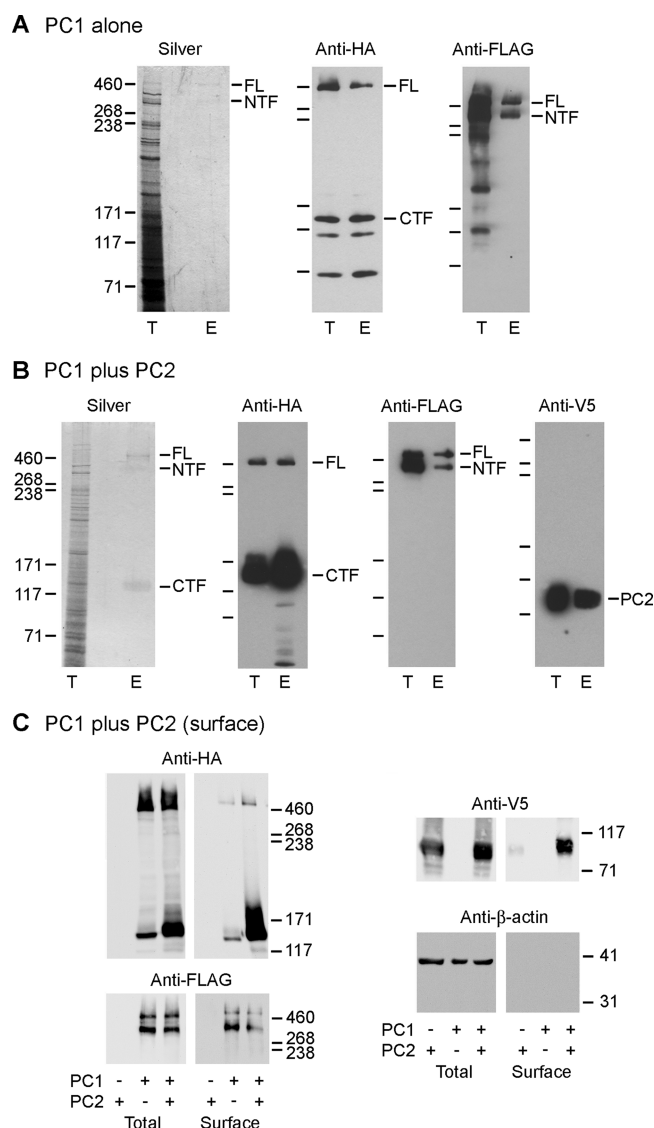 A PC1 alone
Silver Anti-HA Anti-FLAG
460 FL FL FL
NTF NTF
268
238
171 CTF
117
71
T E T E T E
B PC1 plus PC2
Silver Anti-HA Anti-FLAG Anti-V5
460 FL FL FL
NTF NTF
268
238
171
CTF CTF
117 PC2
71
T E T E T E T E
C PC1 plus PC2 (surface)
Anti-HA
460
268
238
171
117
Anti-FLAG
460
268
238
PC1 - + + - + +
PC2 + - + + - +
Total Surface
Anti-V5
117
71
Anti-β-actin
41
31
PC1 - + + - + +
PC2 + - + + - +
Total Surface